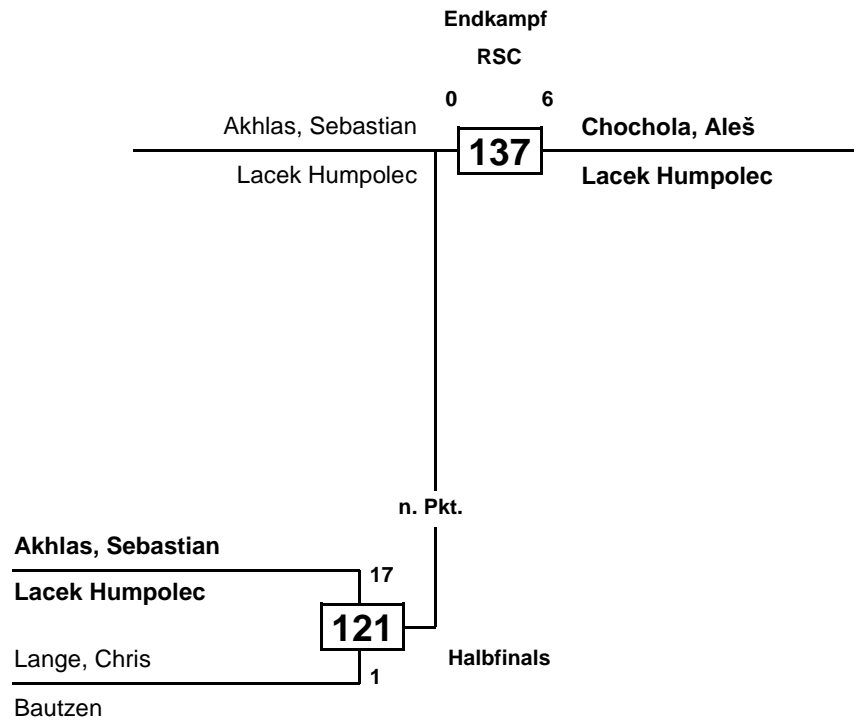 Endkampf
RSC
0 6
Akhlas, Sebastian 137 Chochola, Aleš
Lacek Humpolec Lacek Humpolec
n. Pkt.
Akhlas, Sebastian
17
Lacek Humpolec
121
Lange, Chris Halbfinals
1
Bautzen